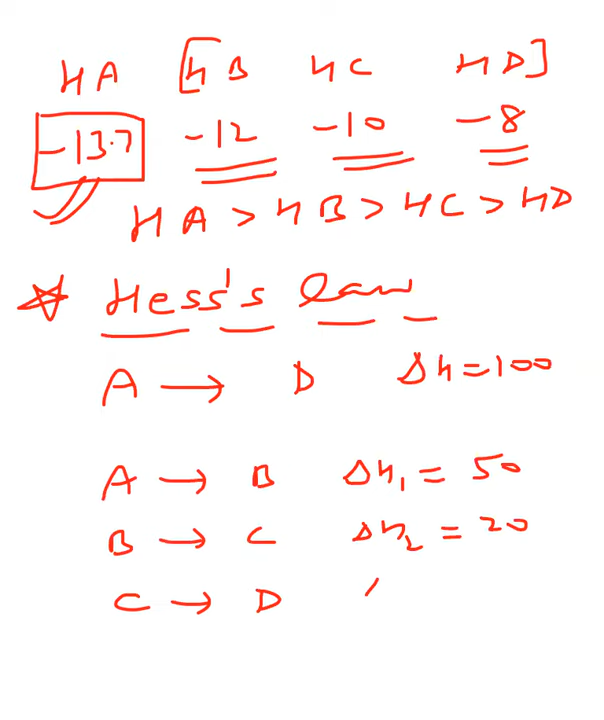 HA [HB HC HD]
-13.7 -12 -10 -8
HA > HB > HC > HD
Hess's law
A → D ΔH = 100
A → B ΔH₁ = 50
B → C ΔH₂ = 20
C → D